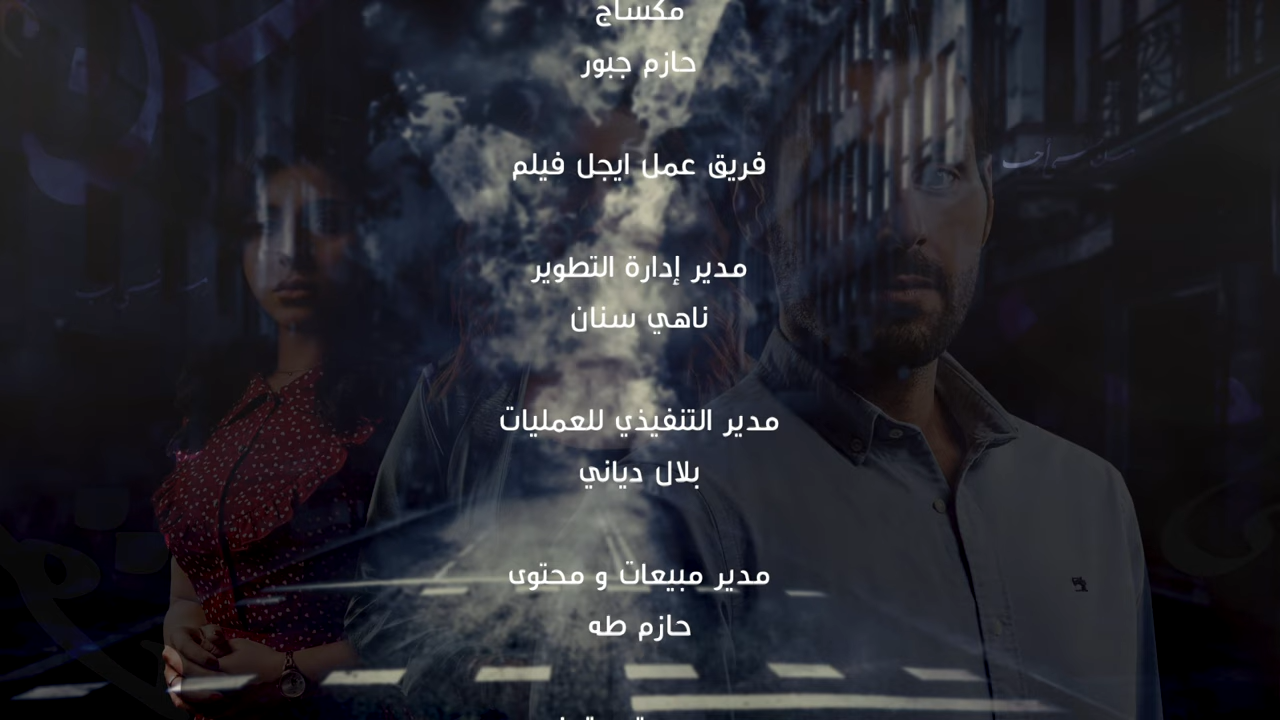 مكساج
حازم جبور
فريق عمل ايجل فيلم
مدير إدارة التطوير
ناهي سنان
مدير التنفيذي للعمليات
بلال دياني
مدير مبيعات و محتوى
حازم طه